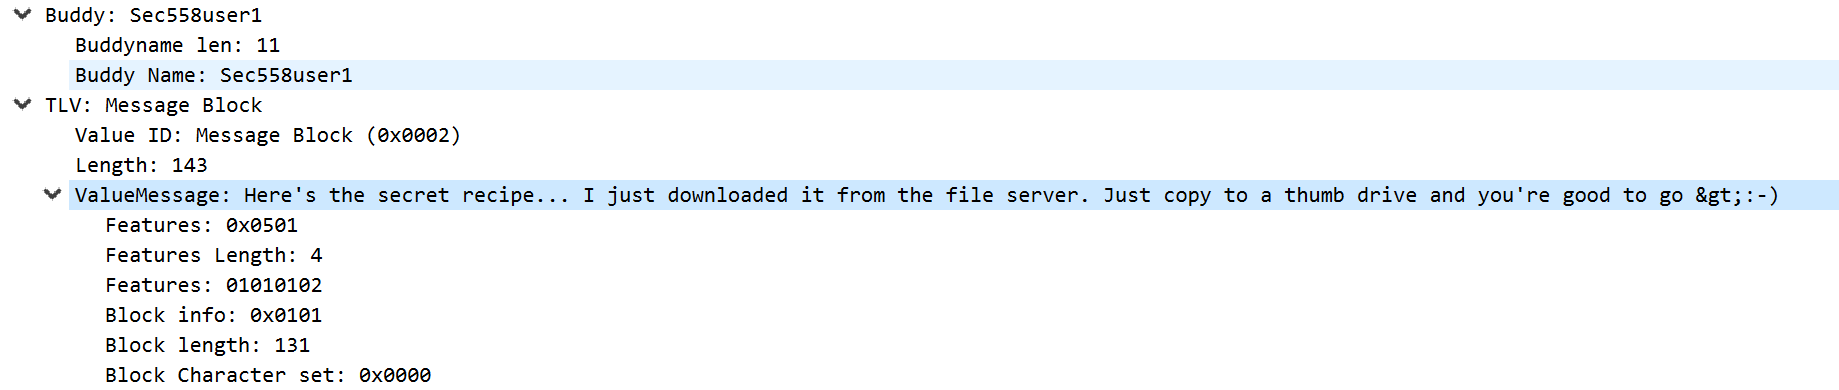 Buddy: Sec558user1
Buddyname len: 11
Buddy Name: Sec558user1
TLV: Message Block
Value ID: Message Block (0x0002)
Length: 143
ValueMessage: Here's the secret recipe... I just downloaded it from the file server. Just copy to a thumb drive and you're good to go &gt;:-)
Features: 0x0501
Features Length: 4
Features: 01010102
Block info: 0x0101
Block length: 131
Block Character set: 0x0000